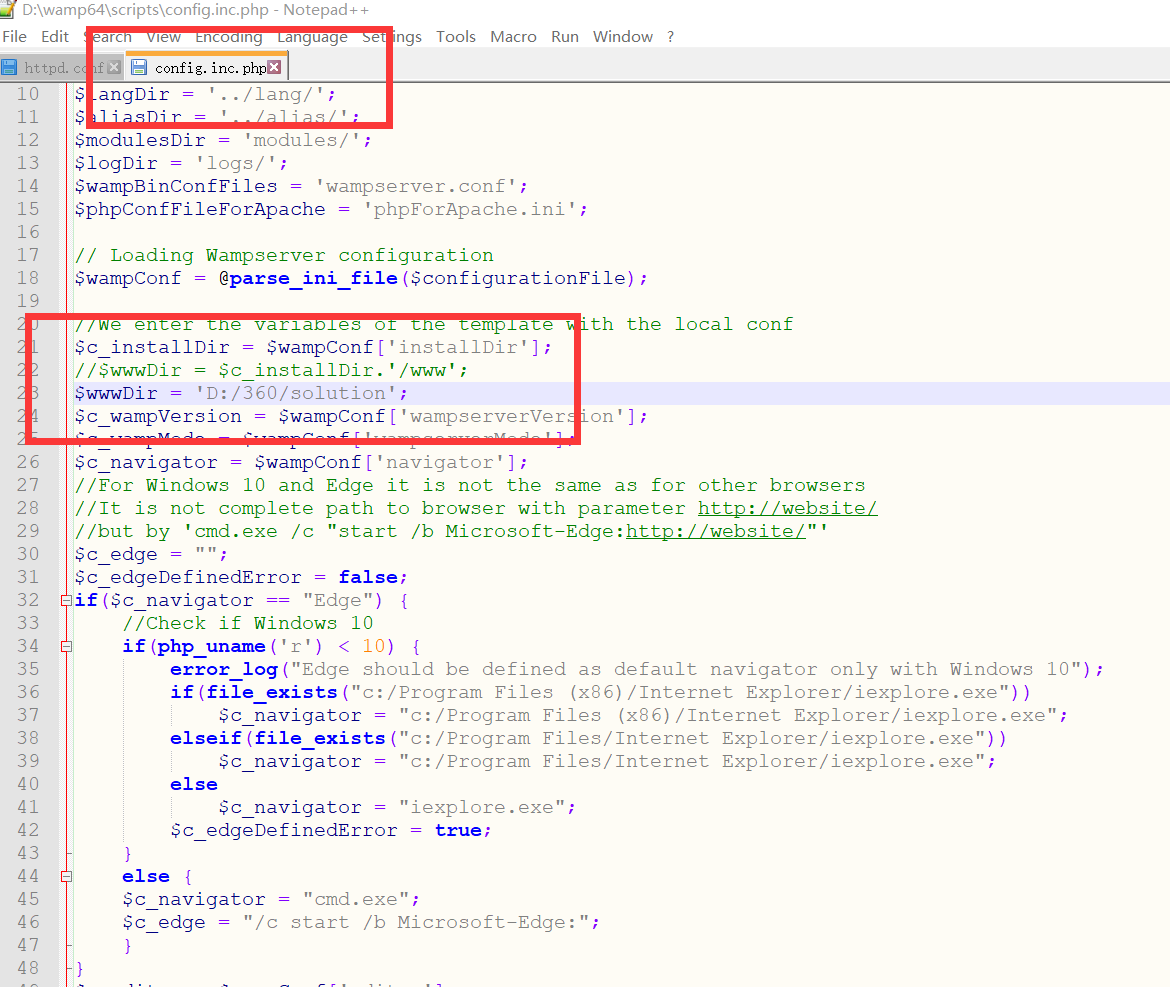 D:\wamp64\scripts\config.inc.php - Notepad++
File Edit Search View Encoding Language Settings Tools Macro Run Window ?
httpd.conf config.inc.php
10 $langDir = '../lang/';
11 $aliasDir = '../alias/';
12 $modulesDir = 'modules/';
13 $logDir = 'logs/';
14 $wampBinConfFiles = 'wampserver.conf';
15 $phpConfFileForApache = 'phpForApache.ini';
16
17 // Loading Wampserver configuration
18 $wampConf = @parse_ini_file($configurationFile);
19
20 //We enter the variables of the template with the local conf
21 $c_installDir = $wampConf['installDir'];
22 //$wwwDir = $c_installDir.'/www';
23 $wwwDir = 'D:/360/solution';
24 $c_wampVersion = $wampConf['wampserverVersion'];
25 $c_wampMode = $wampConf['wampserverMode'];
26 $c_navigator = $wampConf['navigator'];
27 //For Windows 10 and Edge it is not the same as for other browsers
28 //It is not complete path to browser with parameter http://website/
29 //but by 'cmd.exe /c "start /b Microsoft-Edge:http://website/"'
30 $c_edge = "";
31 $c_edgeDefinedError = false;
32 if($c_navigator == "Edge") {
33 //Check if Windows 10
34 if(php_uname('r') < 10) {
35 error_log("Edge should be defined as default navigator only with Windows 10");
36 if(file_exists("c:/Program Files (x86)/Internet Explorer/iexplore.exe"))
37 $c_navigator = "c:/Program Files (x86)/Internet Explorer/iexplore.exe";
38 elseif(file_exists("c:/Program Files/Internet Explorer/iexplore.exe"))
39 $c_navigator = "c:/Program Files/Internet Explorer/iexplore.exe";
40 else
41 $c_navigator = "iexplore.exe";
42 $c_edgeDefinedError = true;
43 }
44 else {
45 $c_navigator = "cmd.exe";
46 $c_edge = "/c start /b Microsoft-Edge:";
47 }
48 }